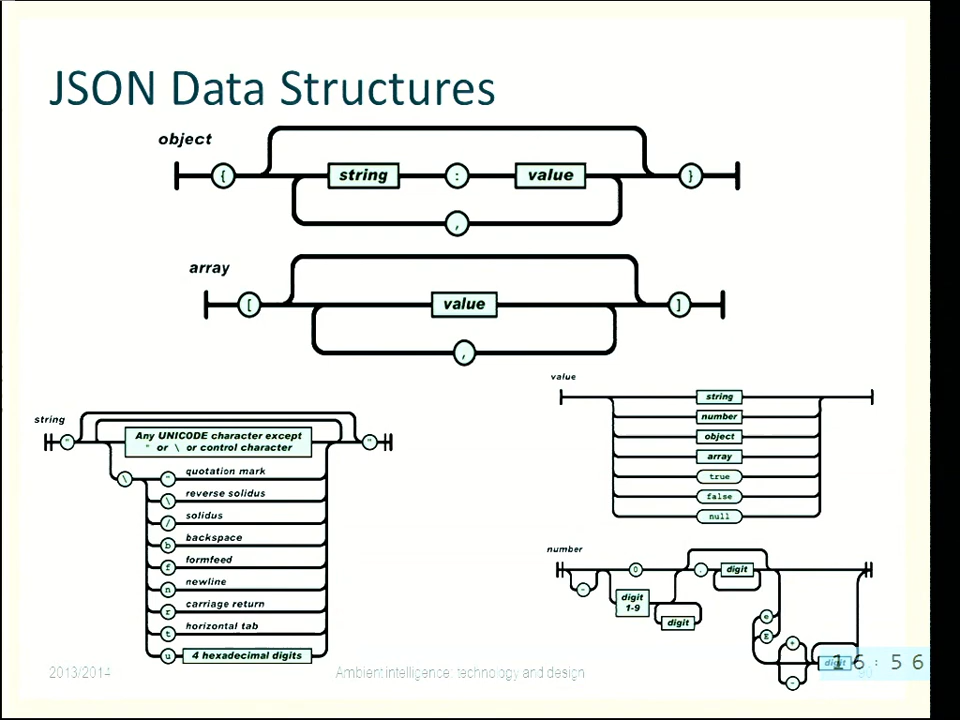 JSON Data Structures
object
{ string : value }
,
array
[ value ]
,
value
string
number
object
array
true
false
null
string
" Any UNICODE character except "
" or \ or control character
\ " quotation mark
\ reverse solidus
/ solidus
b backspace
f formfeed
n newline
r carriage return
t horizontal tab
u 4 hexadecimal digits
number
0 . digit
-
digit
1-9
digit
e
E
+
digit
-
2013/2014 Ambient intelligence: technology and design
16:56